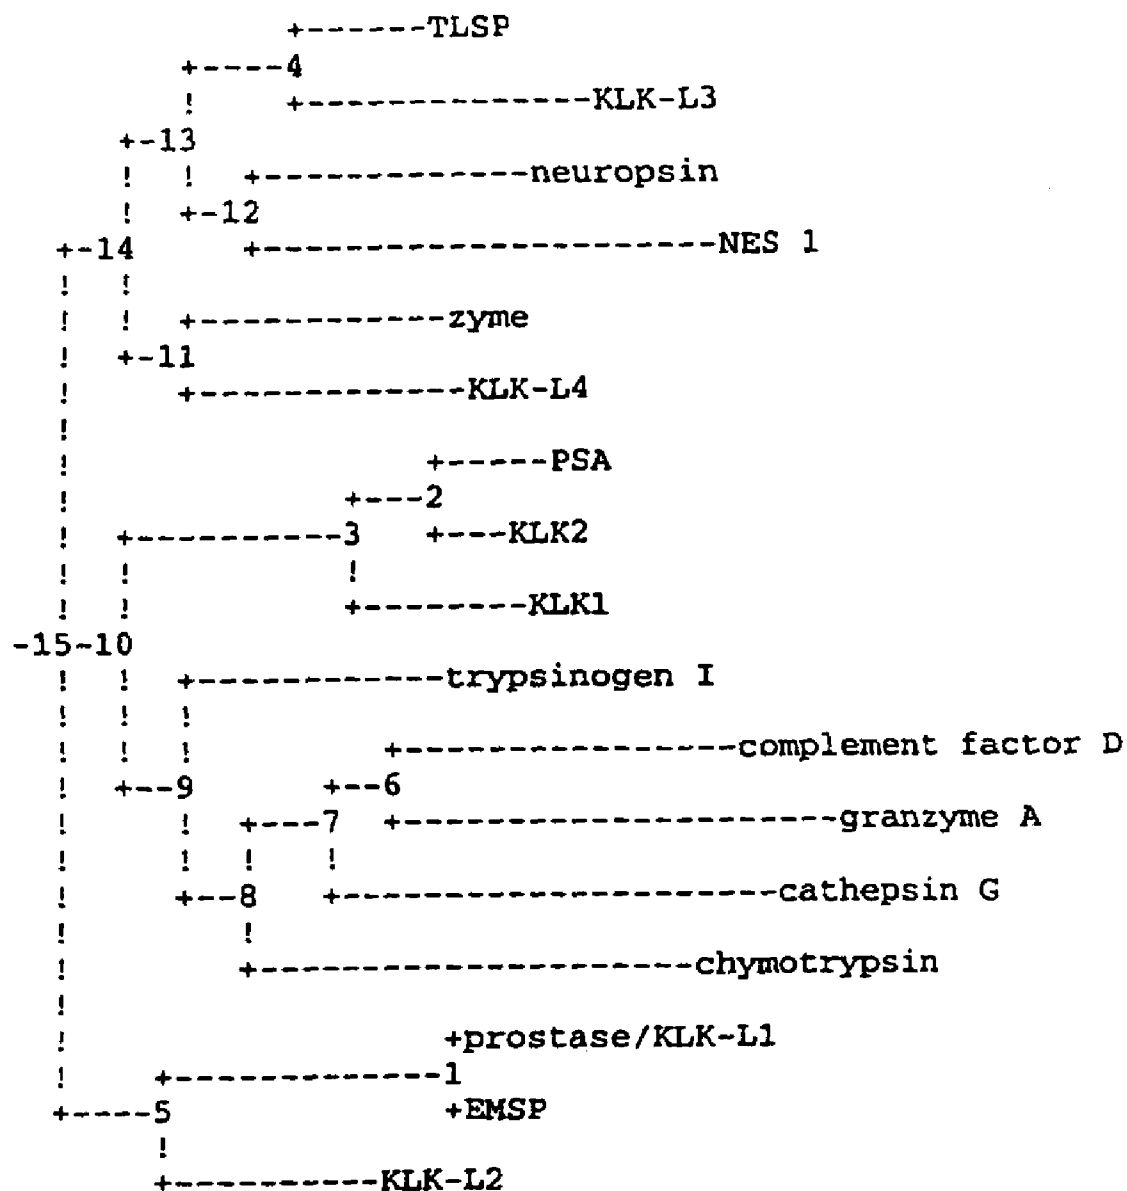 +------TLSP
+-----4
! +--------------KLK-L3
+-13
! ! +-------------neuropsin
! +-12
+-14 +----------------------NES 1
! !
! ! +------------zyme
! +-11
! +-------------KLK-L4
!
! +-----PSA
! +---2
! +-----------3 +----KLK2
! ! !
! ! +--------KLK1
-15-10
! ! +------------trypsinogen I
! ! !
! ! ! +----------------complement factor D
! +--9 +--6
! ! +---7 +---------------------granzyme A
! ! ! !
! +--8 +---------------------cathepsin G
! !
! +---------------------chymotrypsin
!
! +prostase/KLK-L1
! +-------------1
+----5 +EMSP
!
+----------KLK-L2